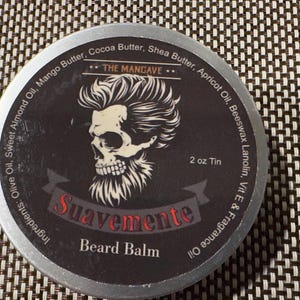 Ingredients: Olive Oil, Sweet Almond Oil, Mango Butter, Cocoa Butter, Shea Butter, Apricot Oil, Beeswax Lanolin, Vit E & Fragrance Oil
THE MANCAVE
2 oz Tin
Suavemente
Beard Balm